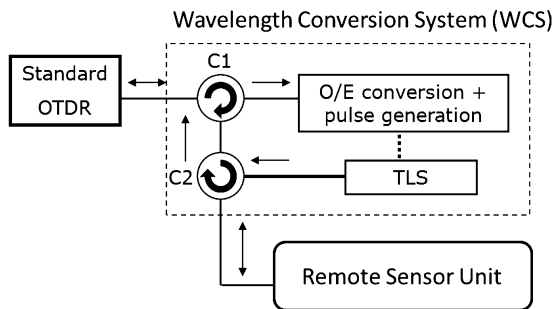 Wavelength Conversion System (WCS)
Standard
OTDR
C1
O/E conversion +
pulse generation
C2
TLS
Remote Sensor Unit